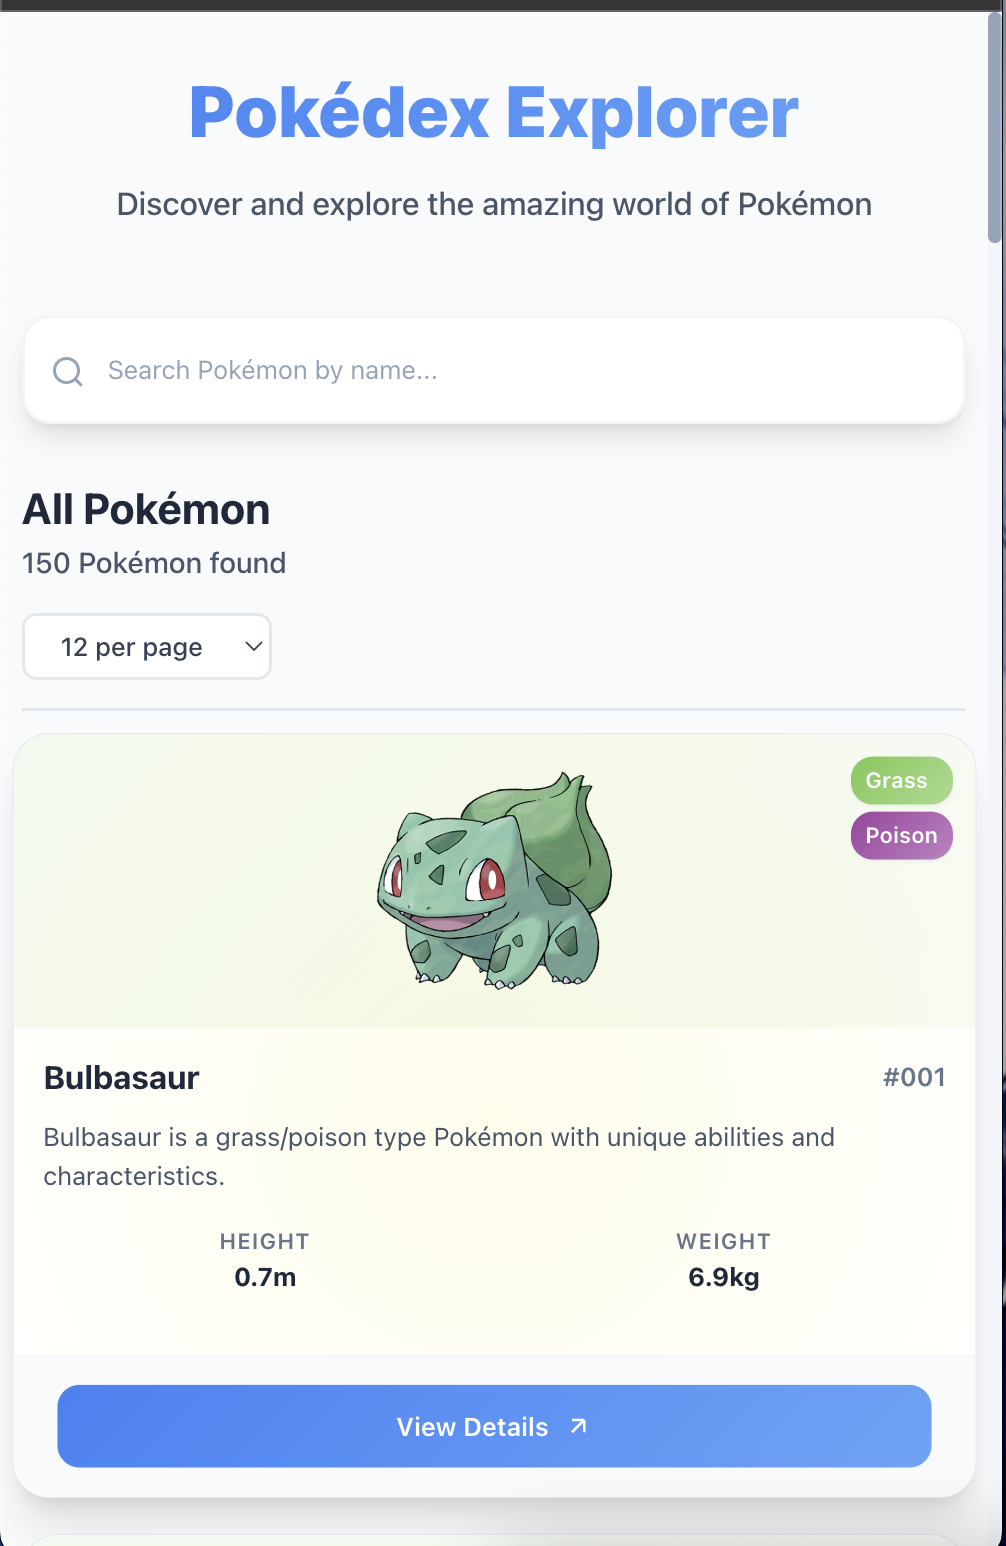 Pokédex Explorer
Discover and explore the amazing world of Pokémon
Search Pokémon by name...
All Pokémon
150 Pokémon found
12 per page
Grass
Poison
Bulbasaur
#001
Bulbasaur is a grass/poison type Pokémon with unique abilities and
characteristics.
HEIGHT
WEIGHT
0.7m
6.9kg
View Details